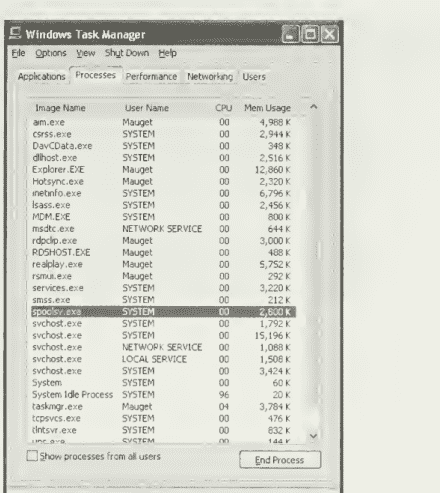 Windows Task Manager
File Options View Shut Down Help
Applications Processes Performance Networking Users
Image Name User Name CPU Mem Usage
am.exe Mauget 00 4,988 K
csrss.exe SYSTEM 00 2,944 K
DavCData.exe SYSTEM 00 348 K
dllhost.exe SYSTEM 00 2,516 K
Explorer.EXE Mauget 00 12,860 K
Hotsync.exe Mauget 00 2,320 K
inetinfo.exe SYSTEM 00 6,796 K
lsass.exe SYSTEM 00 2,456 K
MDM.EXE SYSTEM 00 800 K
msdtc.exe NETWORK SERVICE 00 644 K
rdpclip.exe Mauget 00 3,000 K
RDSHOST.EXE Mauget 00 488 K
realplay.exe Mauget 00 5,752 K
rsmui.exe Mauget 00 292 K
services.exe SYSTEM 00 3,220 K
smss.exe SYSTEM 00 212 K
spoolsv.exe SYSTEM 00 2,800 K
svchost.exe SYSTEM 00 1,792 K
svchost.exe SYSTEM 00 15,196 K
svchost.exe NETWORK SERVICE 00 1,088 K
svchost.exe LOCAL SERVICE 00 1,508 K
svchost.exe SYSTEM 00 3,424 K
System SYSTEM 00 60 K
System Idle Process SYSTEM 96 20 K
taskmgr.exe Mauget 04 3,784 K
tcpsvcs.exe SYSTEM 00 476 K
tlntsvr.exe SYSTEM 00 832 K
ups.exe SYSTEM 00 144 K
Show processes from all users
End Process